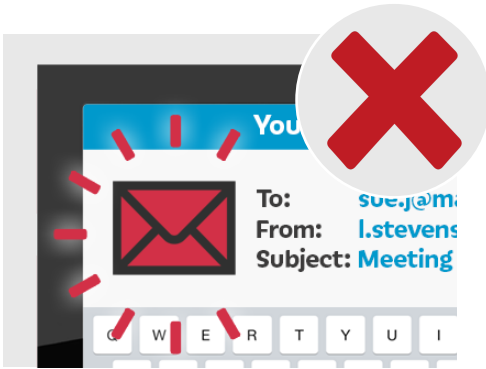 You
To: sue.j@ma
From: l.stevens
Subject: Meeting
Q W E R T Y U I